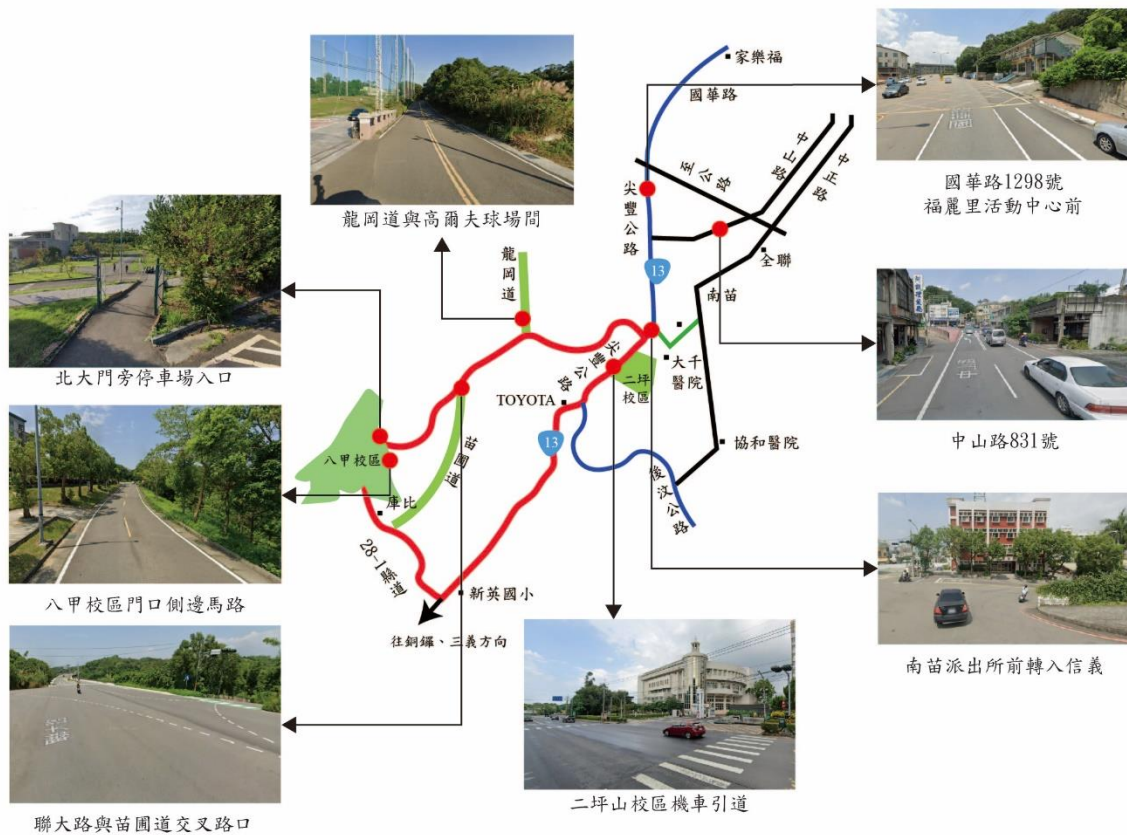 家樂福
國華路
中山路
中正路
至公路
尖豐公路
國華路1298號
福麗里活動中心前
龍岡道與高爾夫球場間
13
全聯
南苗
龍岡道
尖豐公路
大千
醫院
二坪
校區
TOYOTA
北大門旁停車場入口
中山路831號
13
協和醫院
苗圃道
八甲校區
後汶公路
庫比
28-1縣道
新英國小
八甲校區門口側邊馬路
往銅鑼、三義方向
南苗派出所前轉入信義
聯大路與苗圃道交叉路口
二坪山校區機車引道